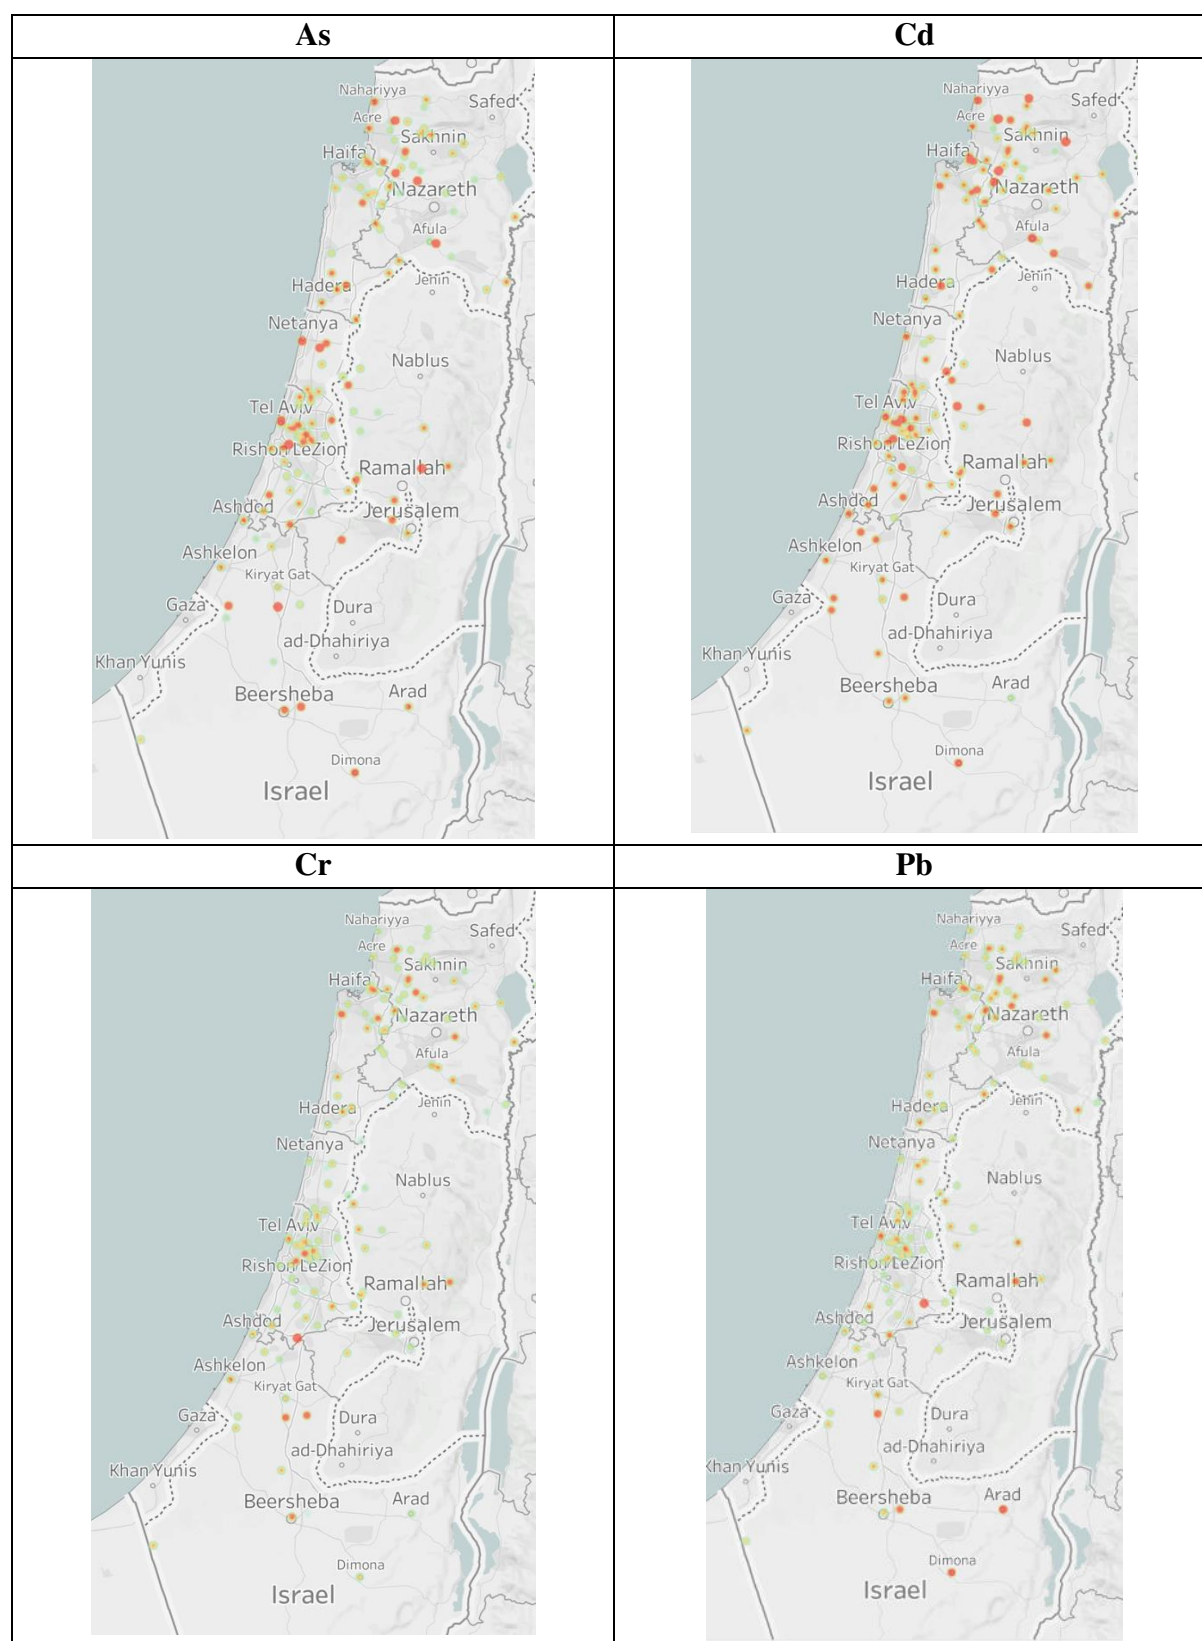 As
Cd
Nahariyya
Safed
Acre
Sakhnin
Haifa
Nazareth
Afula
Hadera
Jenin
Netanya
Nablus
Tel Aviv
Rishon LeZion
Ramallah
Ashdod
Jerusalem
Ashkelon
Kiryat Gat
Gaza
Dura
ad-Dhahiriya
Khan Yunis
Beersheba
Arad
Dimona
Israel
Nahariyya
Safed
Acre
Sakhnin
Haifa
Nazareth
Afula
Hadera
Jenin
Netanya
Nablus
Tel Aviv
Rishon LeZion
Ramallah
Ashdod
Jerusalem
Ashkelon
Kiryat Gat
Gaza
Dura
ad-Dhahiriya
Khan Yunis
Beersheba
Arad
Dimona
Israel
Cr
Pb
Nahariyya
Safed
Acre
Sakhnin
Haifa
Nazareth
Afula
Hadera
Jenin
Netanya
Nablus
Tel Aviv
Rishon LeZion
Ramallah
Ashdod
Jerusalem
Ashkelon
Kiryat Gat
Gaza
Dura
ad-Dhahiriya
Khan Yunis
Beersheba
Arad
Dimona
Israel
Nahariyya
Safed
Acre
Sakhnin
Haifa
Nazareth
Afula
Hadera
Jenin
Netanya
Nablus
Tel Aviv
Rishon LeZion
Ramallah
Ashdod
Jerusalem
Ashkelon
Kiryat Gat
Gaza
Dura
ad-Dhahiriya
Khan Yunis
Beersheba
Arad
Dimona
Israel